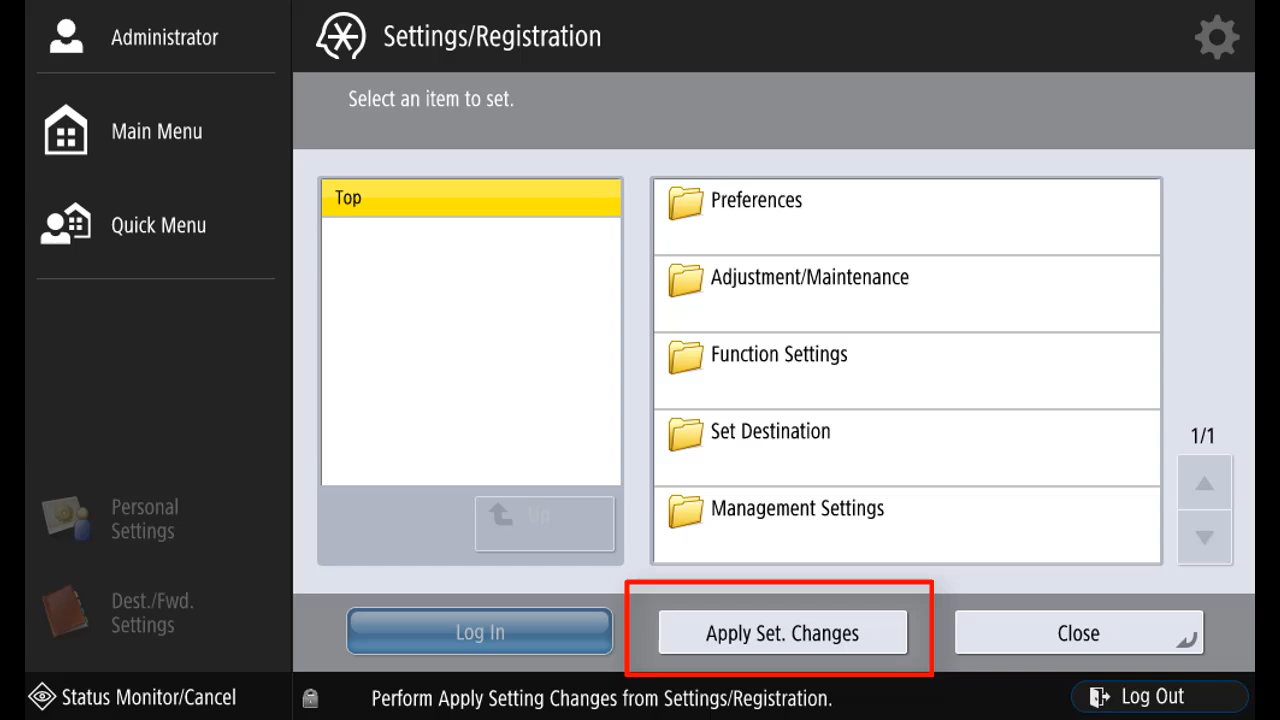 Administrator
Settings/Registration
Main Menu
Quick Menu
Personal
Settings
Dest./Fwd.
Settings
Select an item to set.
Top
Up
Preferences
Adjustment/Maintenance
Function Settings
Set Destination
Management Settings
1/1
Log In
Apply Set. Changes
Close
Status Monitor/Cancel
Perform Apply Setting Changes from Settings/Registration.
Log Out